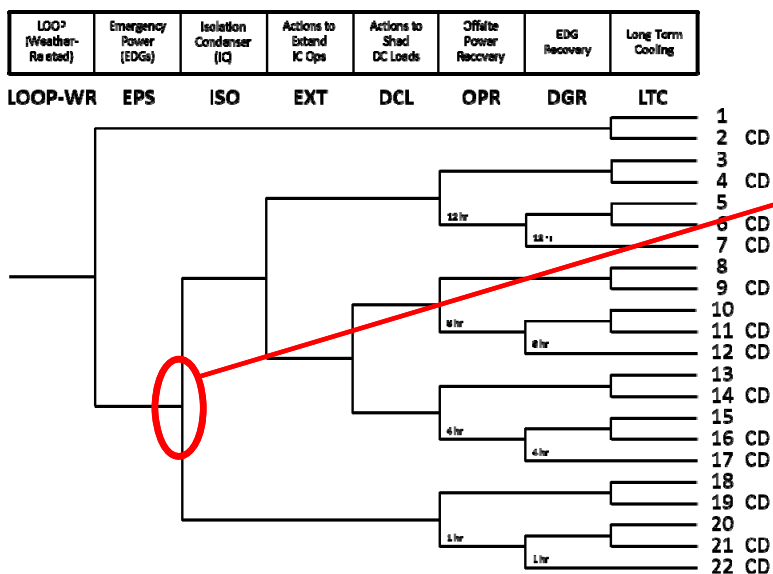 LOOP
(Weather-
Related)
Emergency
Power
(EDGs)
Isolation
Condenser
(IC)
Actions to
Extend
IC Ops
Actions to
Shed
DC Loads
Offsite
Power
Recovery
EDG
Recovery
Long Term
Cooling
LOOP-WR EPS ISO EXT DCL OPR DGR LTC
1
2 CD
3
4 CD
5
12 hr
6 CD
12 hr
7 CD
8
9 CD
10
8 hr
11 CD
8 hr
12 CD
13
14 CD
15
4 hr
16 CD
4 hr
17 CD
18
19 CD
20
1 hr
21 CD
1 hr
22 CD